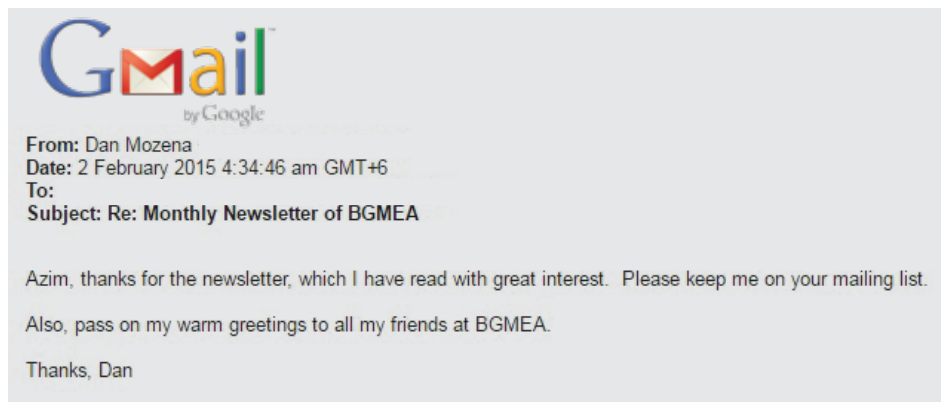 Gmail™
by Google
From: Dan Mozena
Date: 2 February 2015 4:34:46 am GMT+6
To:
Subject: Re: Monthly Newsletter of BGMEA
Azim, thanks for the newsletter, which I have read with great interest.  Please keep me on your mailing list.
Also, pass on my warm greetings to all my friends at BGMEA.
Thanks, Dan